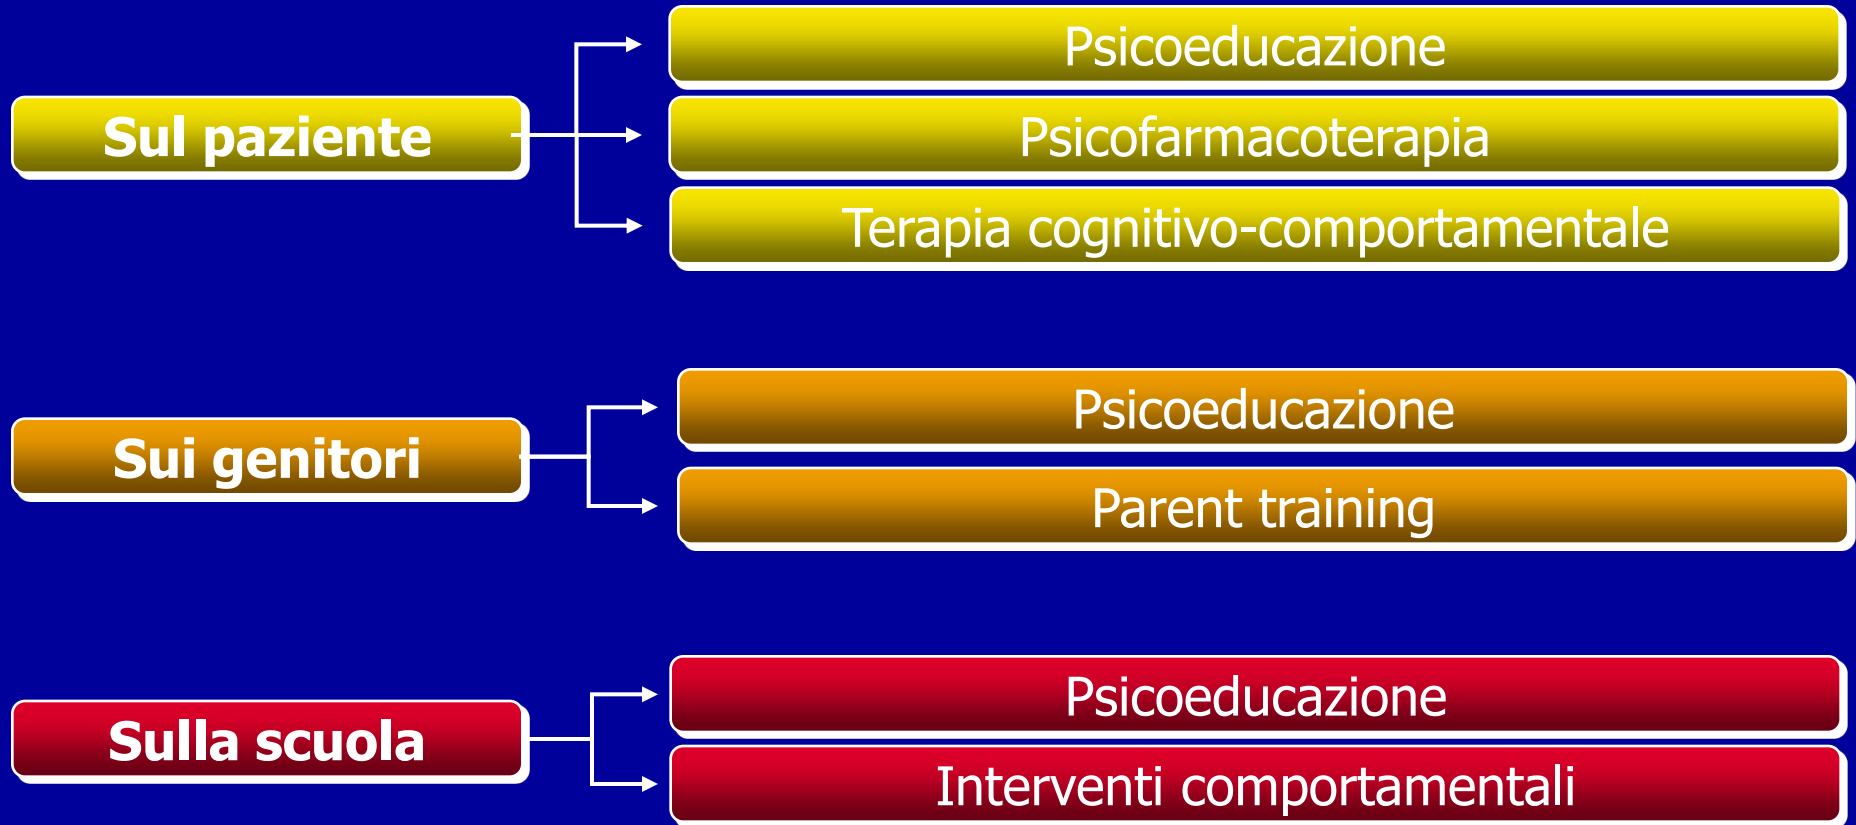 Sul paziente
Psicoeducazione
Psicofarmacoterapia
Terapia cognitivo-comportamentale
Sui genitori
Psicoeducazione
Parent training
Sulla scuola
Psicoeducazione
Interventi comportamentali